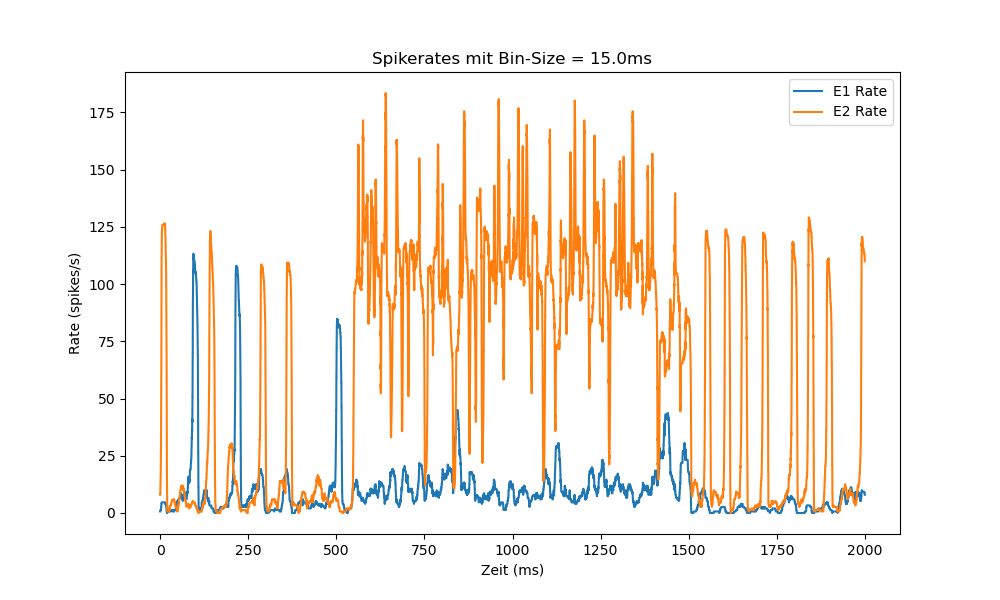 Spikerates mit Bin-Size = 15.0ms
E1 Rate
E2 Rate
Rate (spikes/s)
175
150
125
100
75
50
25
0
0 250 500 750 1000 1250 1500 1750 2000
Zeit (ms)